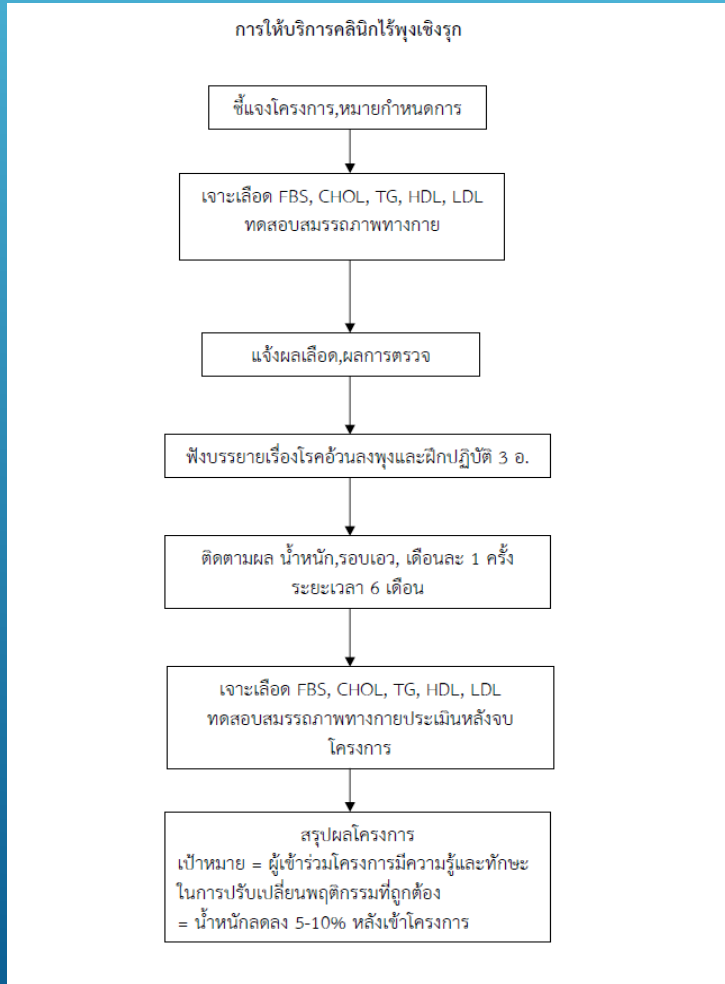 การให้บริการคลินิกไร้พุงเชิงรุก
ชี้แจงโครงการ,หมายกำหนดการ
เจาะเลือด FBS, CHOL, TG, HDL, LDL
ทดสอบสมรรถภาพทางกาย
แจ้งผลเลือด,ผลการตรวจ
ฟังบรรยายเรื่องโรคอ้วนลงพุงและฝึกปฏิบัติ 3 อ.
ติดตามผล น้ำหนัก,รอบเอว, เดือนละ 1 ครั้ง
ระยะเวลา 6 เดือน
เจาะเลือด FBS, CHOL, TG, HDL, LDL
ทดสอบสมรรถภาพทางกายประเมินหลังจบ
โครงการ
สรุปผลโครงการ
เป้าหมาย = ผู้เข้าร่วมโครงการมีความรู้และทักษะ
ในการปรับเปลี่ยนพฤติกรรมที่ถูกต้อง
= น้ำหนักลดลง 5-10% หลังเข้าโครงการ